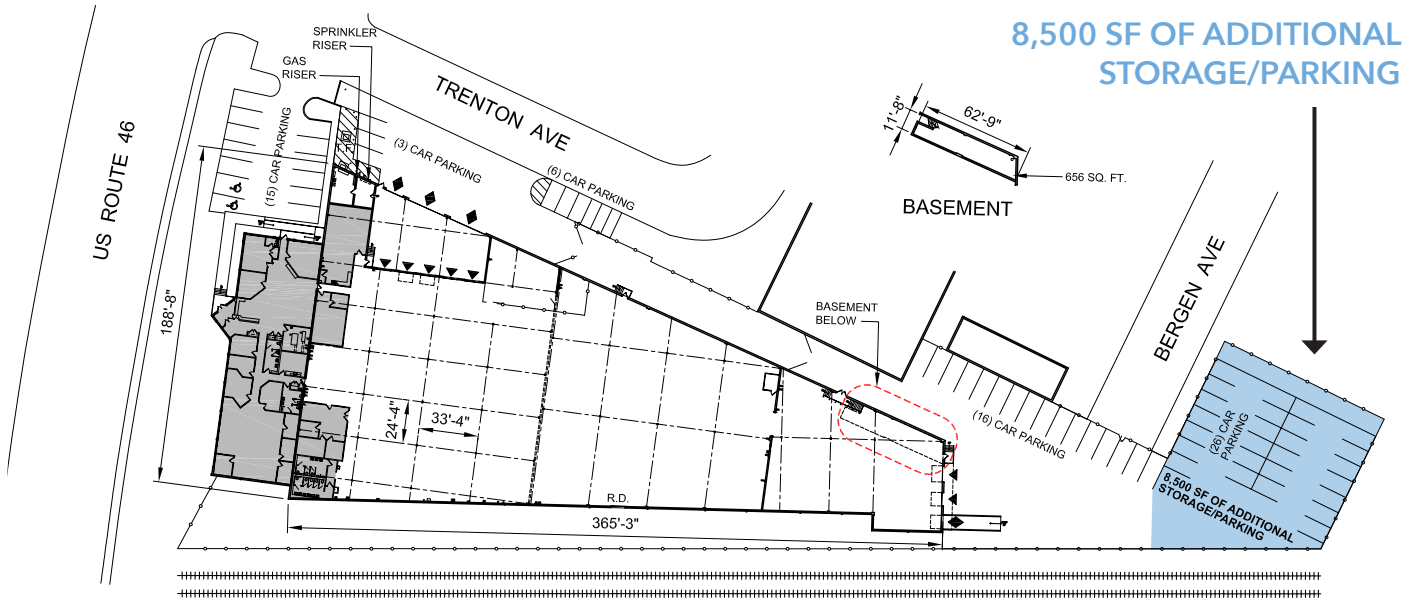 8,500 SF OF ADDITIONAL
STORAGE/PARKING
SPRINKLER
RISER
GAS
RISER
TRENTON AVE
US ROUTE 46
(15) CAR PARKING
(3) CAR PARKING
(6) CAR PARKING
11'-8"
62'-9"
656 SQ. FT.
BASEMENT
BERGEN AVE
188'-8"
BASEMENT
BELOW
24'-4"
33'-4"
(16) CAR PARKING
(26) CAR
PARKING
8,500 SF OF ADDITIONAL
STORAGE/PARKING
R.D.
365'-3"